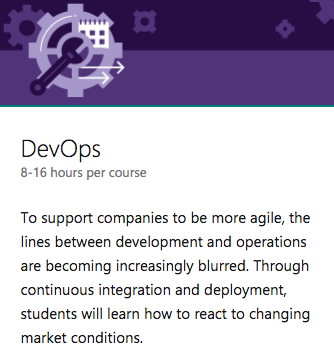 DevOps
8-16 hours per course
To support companies to be more agile, the
lines between development and operations
are becoming increasingly blurred. Through
continuous integration and deployment,
students will learn how to react to changing
market conditions.